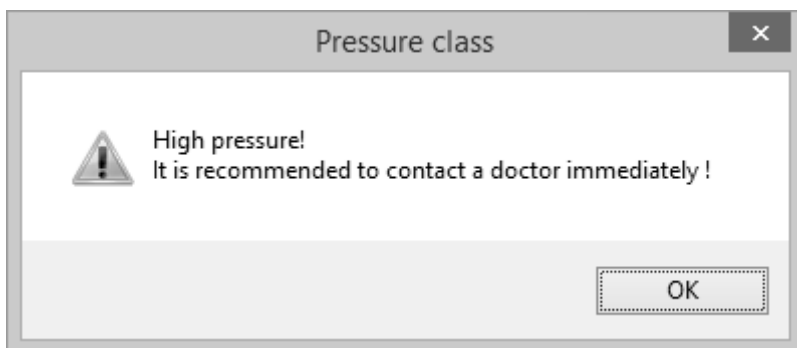 Pressure class
High pressure!
It is recommended to contact a doctor immediately !
OK